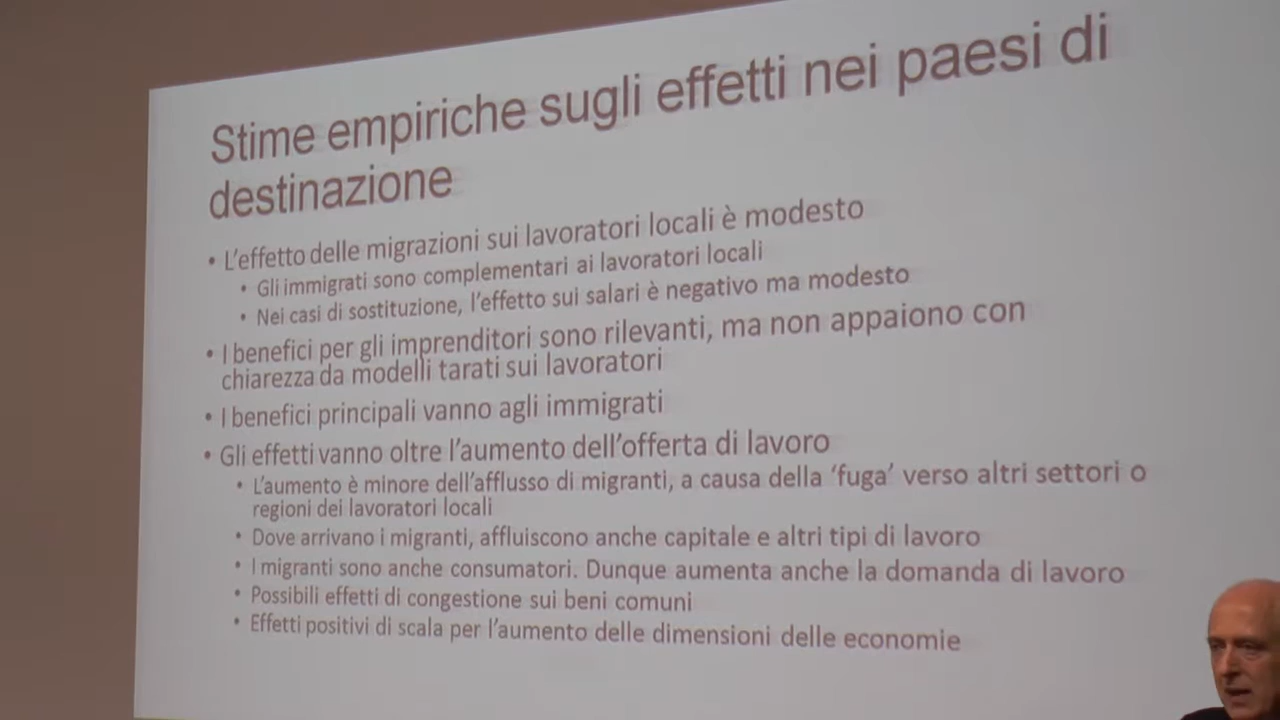 Stime empiriche sugli effetti nei paesi di
destinazione
• L'effetto delle migrazioni sui lavoratori locali è modesto
• Gli immigrati sono complementari ai lavoratori locali
• Nei casi di sostituzione, l'effetto sui salari è negativo ma modesto
• I benefici per gli imprenditori sono rilevanti, ma non appaiono con
chiarezza da modelli tarati sui lavoratori
• I benefici principali vanno agli immigrati
• Gli effetti vanno oltre l'aumento dell'offerta di lavoro
• L'aumento è minore dell'afflusso di migranti, a causa della 'fuga' verso altri settori o
regioni dei lavoratori locali
• Dove arrivano i migranti, affluiscono anche capitale e altri tipi di lavoro
• I migranti sono anche consumatori. Dunque aumenta anche la domanda di lavoro
• Possibili effetti di congestione sui beni comuni
• Effetti positivi di scala per l'aumento delle dimensioni delle economie